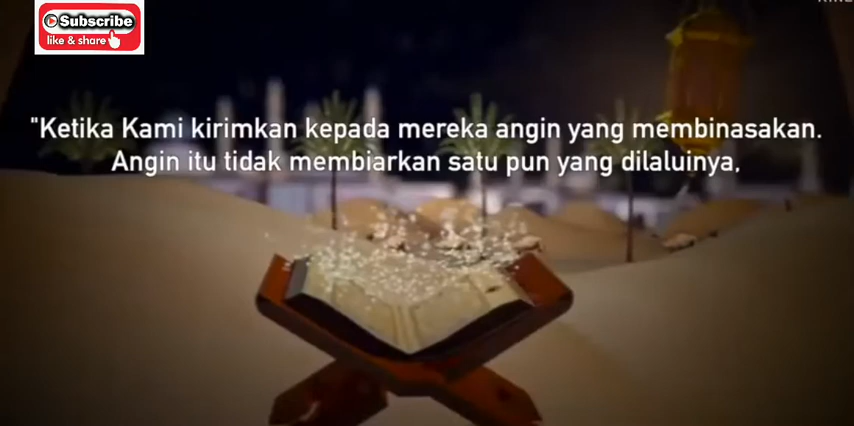 Subscribe
like & share
"Ketika Kami kirimkan kepada mereka angin yang membinasakan.
Angin itu tidak membiarkan satu pun yang dilaluinya,